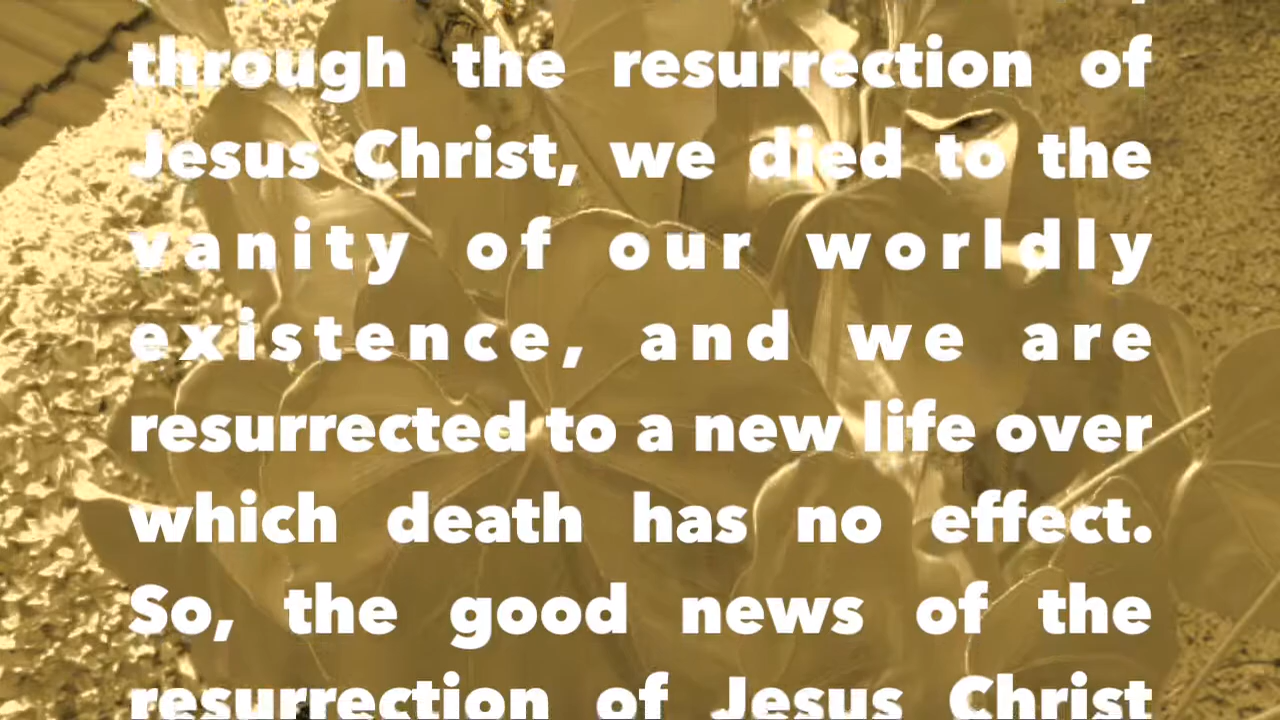 through the resurrection of
Jesus Christ, we died to the
vanity of our worldly
existence, and we are
resurrected to a new life over
which death has no effect.
So, the good news of the
resurrection of Jesus Christ